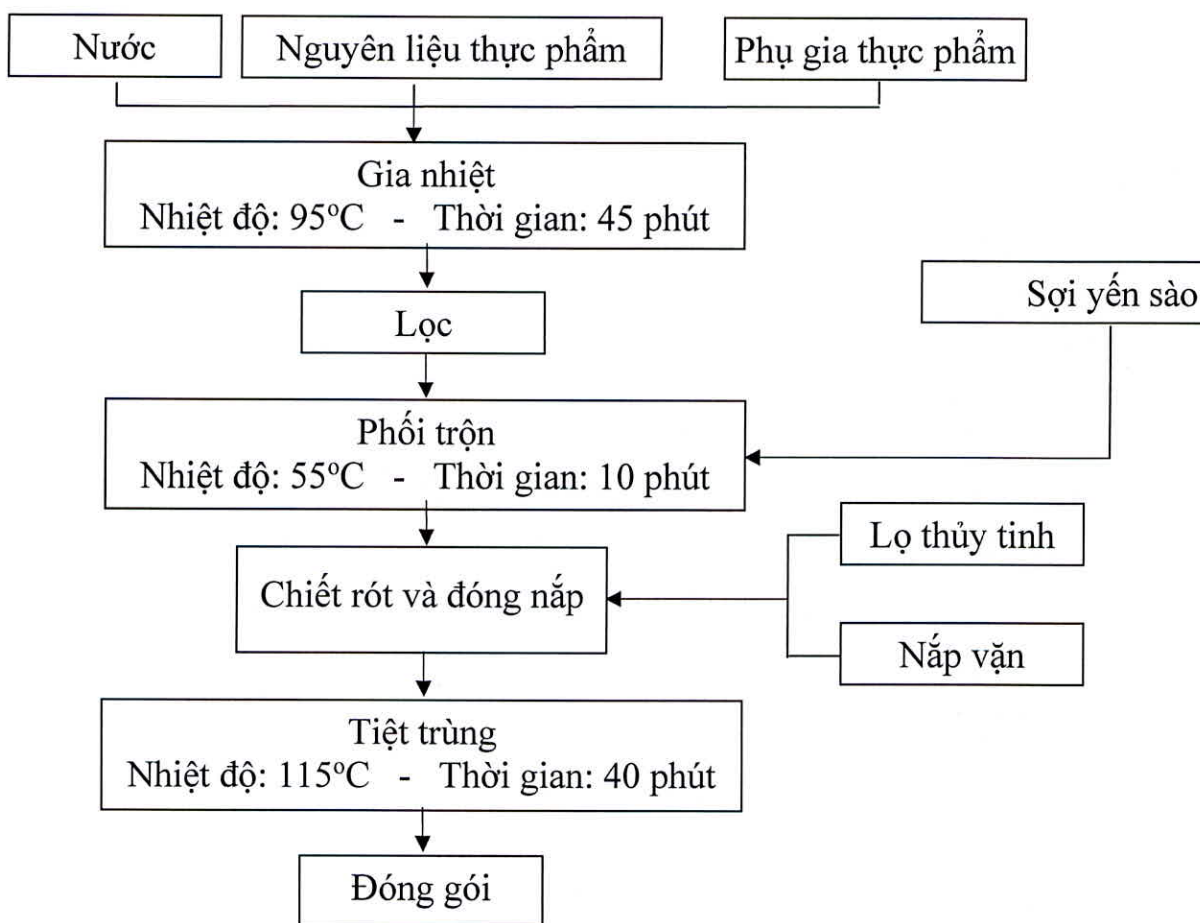 Nước
Nguyên liệu thực phẩm
Phụ gia thực phẩm
Gia nhiệt
Nhiệt độ: 95°C - Thời gian: 45 phút
Lọc
Sợi yến sào
Phối trộn
Nhiệt độ: 55°C - Thời gian: 10 phút
Lọ thủy tinh
Chiết rót và đóng nắp
Nắp vặn
Tiệt trùng
Nhiệt độ: 115°C - Thời gian: 40 phút
Đóng gói